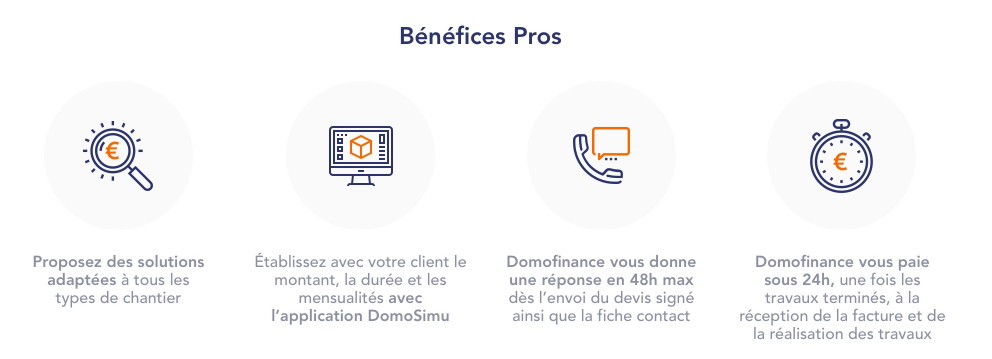 Bénéfices Pros
Proposez des solutions
adaptées à tous les
types de chantier
Établissez avec votre client le
montant, la durée et les
mensualités avec
l'application DomoSimu
Domofinance vous donne
une réponse en 48h max
dès l'envoi du devis signé
ainsi que la fiche contact
Domofinance vous paie
sous 24h, une fois les
travaux terminés, à la
réception de la facture et de
la réalisation des travaux